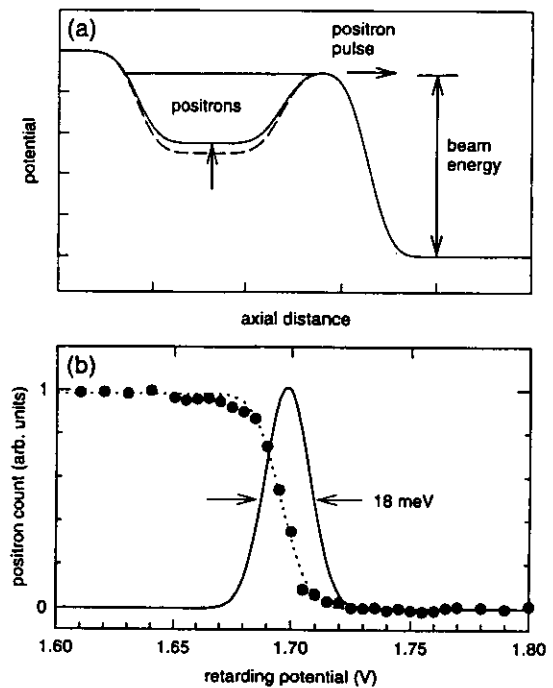 (a)
positron
pulse
positrons
beam
energy
potential
axial distance
(b)
1
18 meV
0
positron count (arb. units)
1.60
1.65
1.70
1.75
1.80
retarding potential (V)